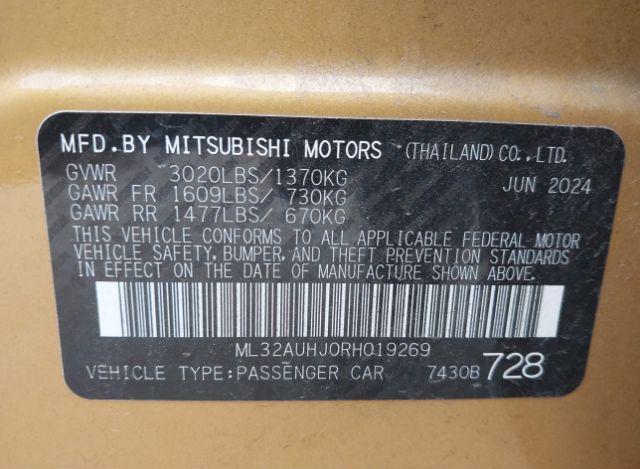 MFD.BY MITSUBISHI MOTORS (THAILAND)CO.,LTD.
GVWR 3020LBS/1370KG JUN 2024
GAWR FR 1609LBS/ 730KG
GAWR RR 1477LBS/ 670KG
THIS VEHICLE CONFORMS TO ALL APPLICABLE FEDERAL MOTOR
VEHICLE SAFETY, BUMPER, AND THEFT PREVENTION STANDARDS
IN EFFECT ON THE DATE OF MANUFACTURE SHOWN ABOVE.
ML32AUHJ0RH019269
VEHICLE TYPE:PASSENGER CAR 7430B 728